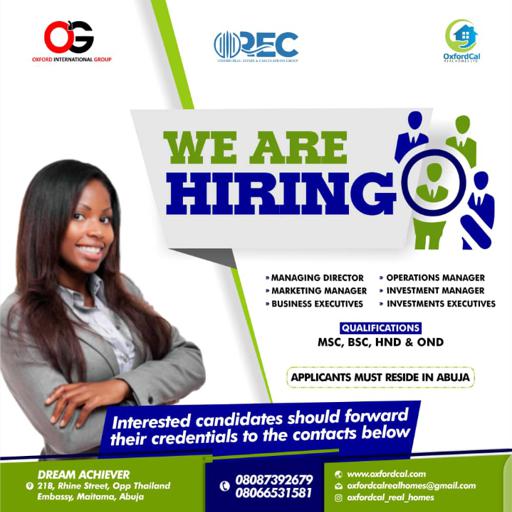 OG
OXFORD INTERNATIONAL GROUP
OREC
OxfordCal
WE ARE
HIRING
» MANAGING DIRECTOR
» MARKETING MANAGER
» BUSINESS EXECUTIVES
» OPERATIONS MANAGER
» INVESTMENT MANAGER
» INVESTMENTS EXECUTIVES
QUALIFICATIONS
MSC, BSC, HND & OND
APPLICANTS MUST RESIDE IN ABUJA
Interested candidates should forward
their credentials to the contacts below
DREAM ACHIEVER
218, Rhine Street, Opp Thailand
Embassy, Maitama, Abuja
08087392679
08066531581
www.oxfordcal.com
oxfordcalrealhomes@gmail.com
oxfordcal_real_homes